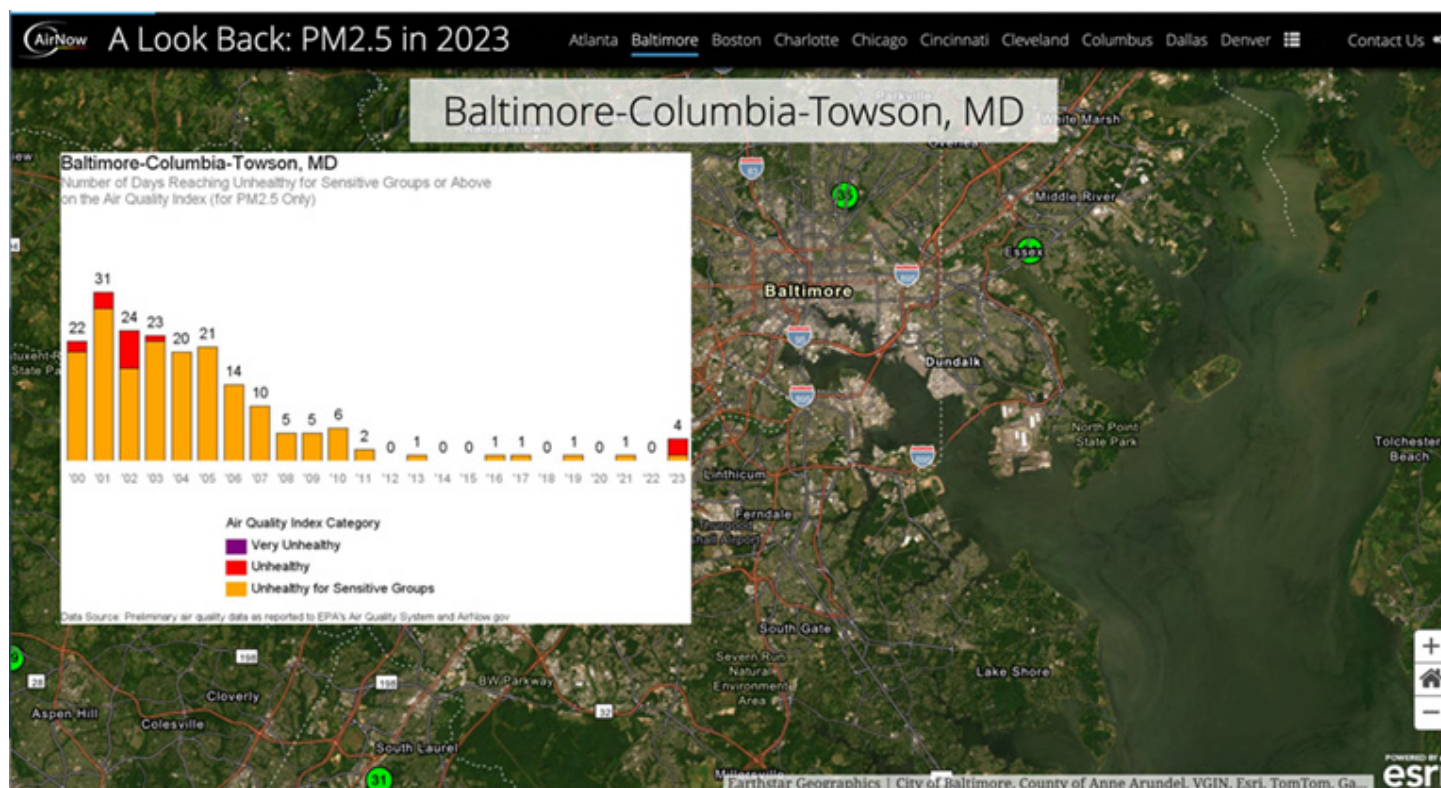 AirNow A Look Back: PM2.5 in 2023
Atlanta Baltimore Boston Charlotte Chicago Cincinnati Cleveland Columbus Dallas Denver Contact Us
Baltimore-Columbia-Towson, MD
Baltimore-Columbia-Towson, MD
Number of Days Reaching Unhealthy for Sensitive Groups or Above
on the Air Quality Index (for PM2.5 Only)
22 31 24 23 20 21 14 10 5 5 6 2 0 1 0 0 1 1 0 1 0 1 0 4
'00 '01 '02 '03 '04 '05 '06 '07 '08 '09 '10 '11 '12 '13 '14 '15 '16 '17 '18 '19 '20 '21 '22 '23
Air Quality Index Category
Very Unhealthy
Unhealthy
Unhealthy for Sensitive Groups
Data Source: Preliminary air quality data as reported to EPA's Air Quality System and AirNow.gov
White Marsh
Middle River
Essex
Baltimore
95
Dundalk
North Point
State Park
Tolchester
Beach
Linthicum
Ferndale
South Gate
Severn Run
Natural
Environment
Area
Lake Shore
198
28
198
BW Parkway
32
Cloverly
Aspen Hill
Colesville
South Laurel
31
Millersville
+
−
POWERED BY
esri
Earthstar Geographics | City of Baltimore, County of Anne Arundel, VGIN, Esri, TomTom, Ga...